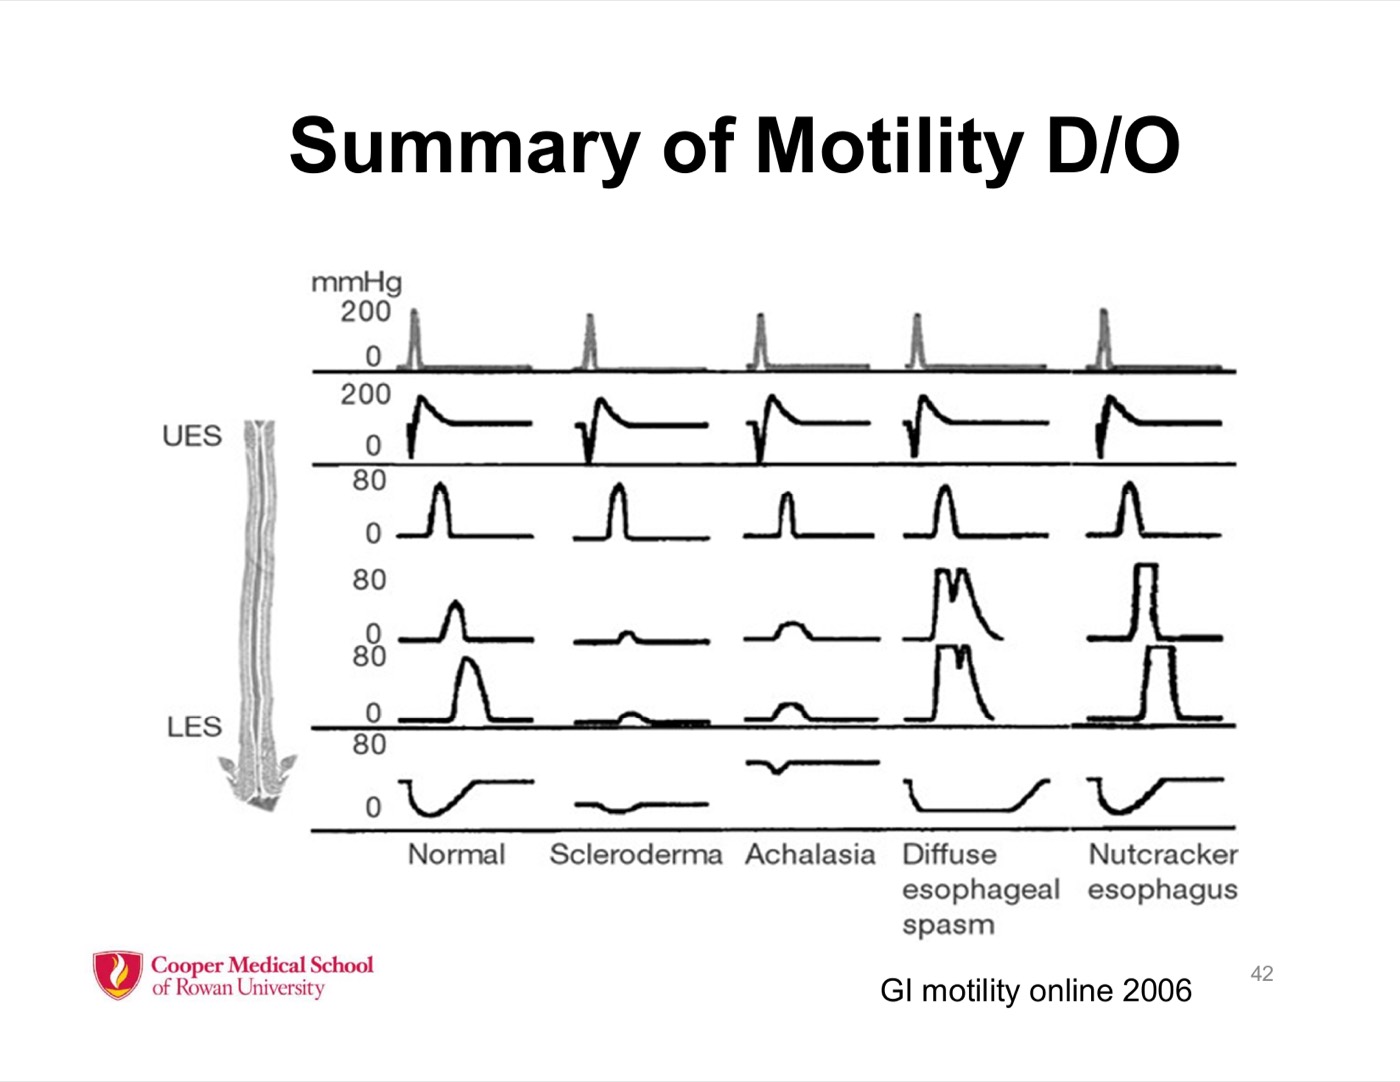 Summary of Motility D/O
mmHg
200
0
200
UES
0
80
0
80
0
80
LES
0
80
0
Normal
Scleroderma
Achalasia
Diffuse
esophageal
spasm
Nutcracker
esophagus
Cooper Medical School
of Rowan University
GI motility online 2006
42